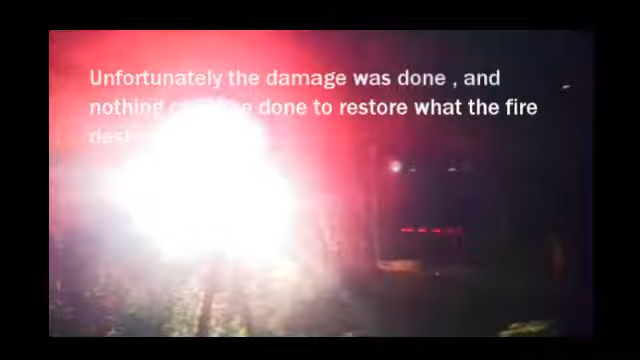 Unfortunately the damage was done , and
nothing done to restore what the fire